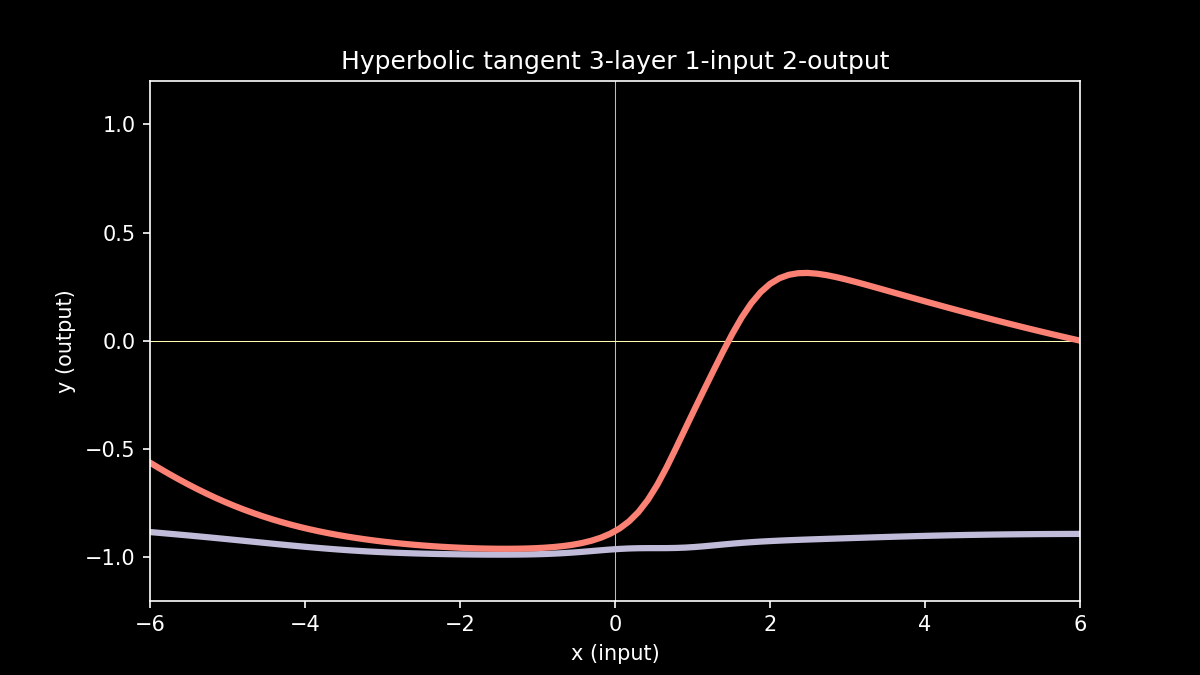 Hyperbolic tangent 3-layer 1-input 2-output
y (output)
1.0
0.5
0.0
−0.5
−1.0
−6 −4 −2 0 2 4 6
x (input)